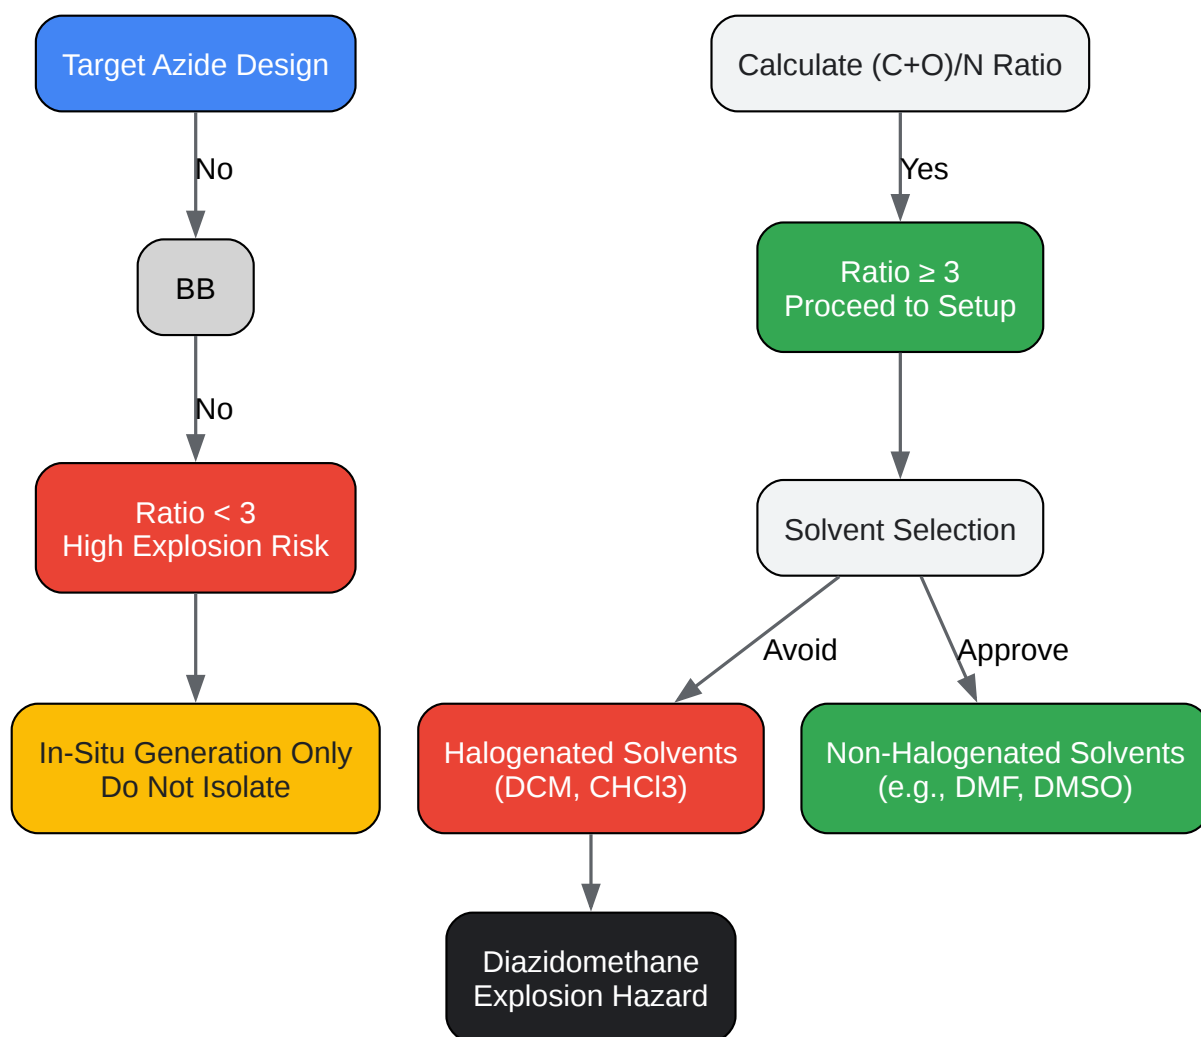 Target Azide Design
No
BB
No
Ratio < 3
High Explosion Risk
In-Situ Generation Only
Do Not Isolate
Calculate (C+O)/N Ratio
Yes
Ratio ≥ 3
Proceed to Setup
Solvent Selection
Avoid
Approve
Halogenated Solvents
(DCM, CHCl3)
Non-Halogenated Solvents
(e.g., DMF, DMSO)
Diazidomethane
Explosion Hazard